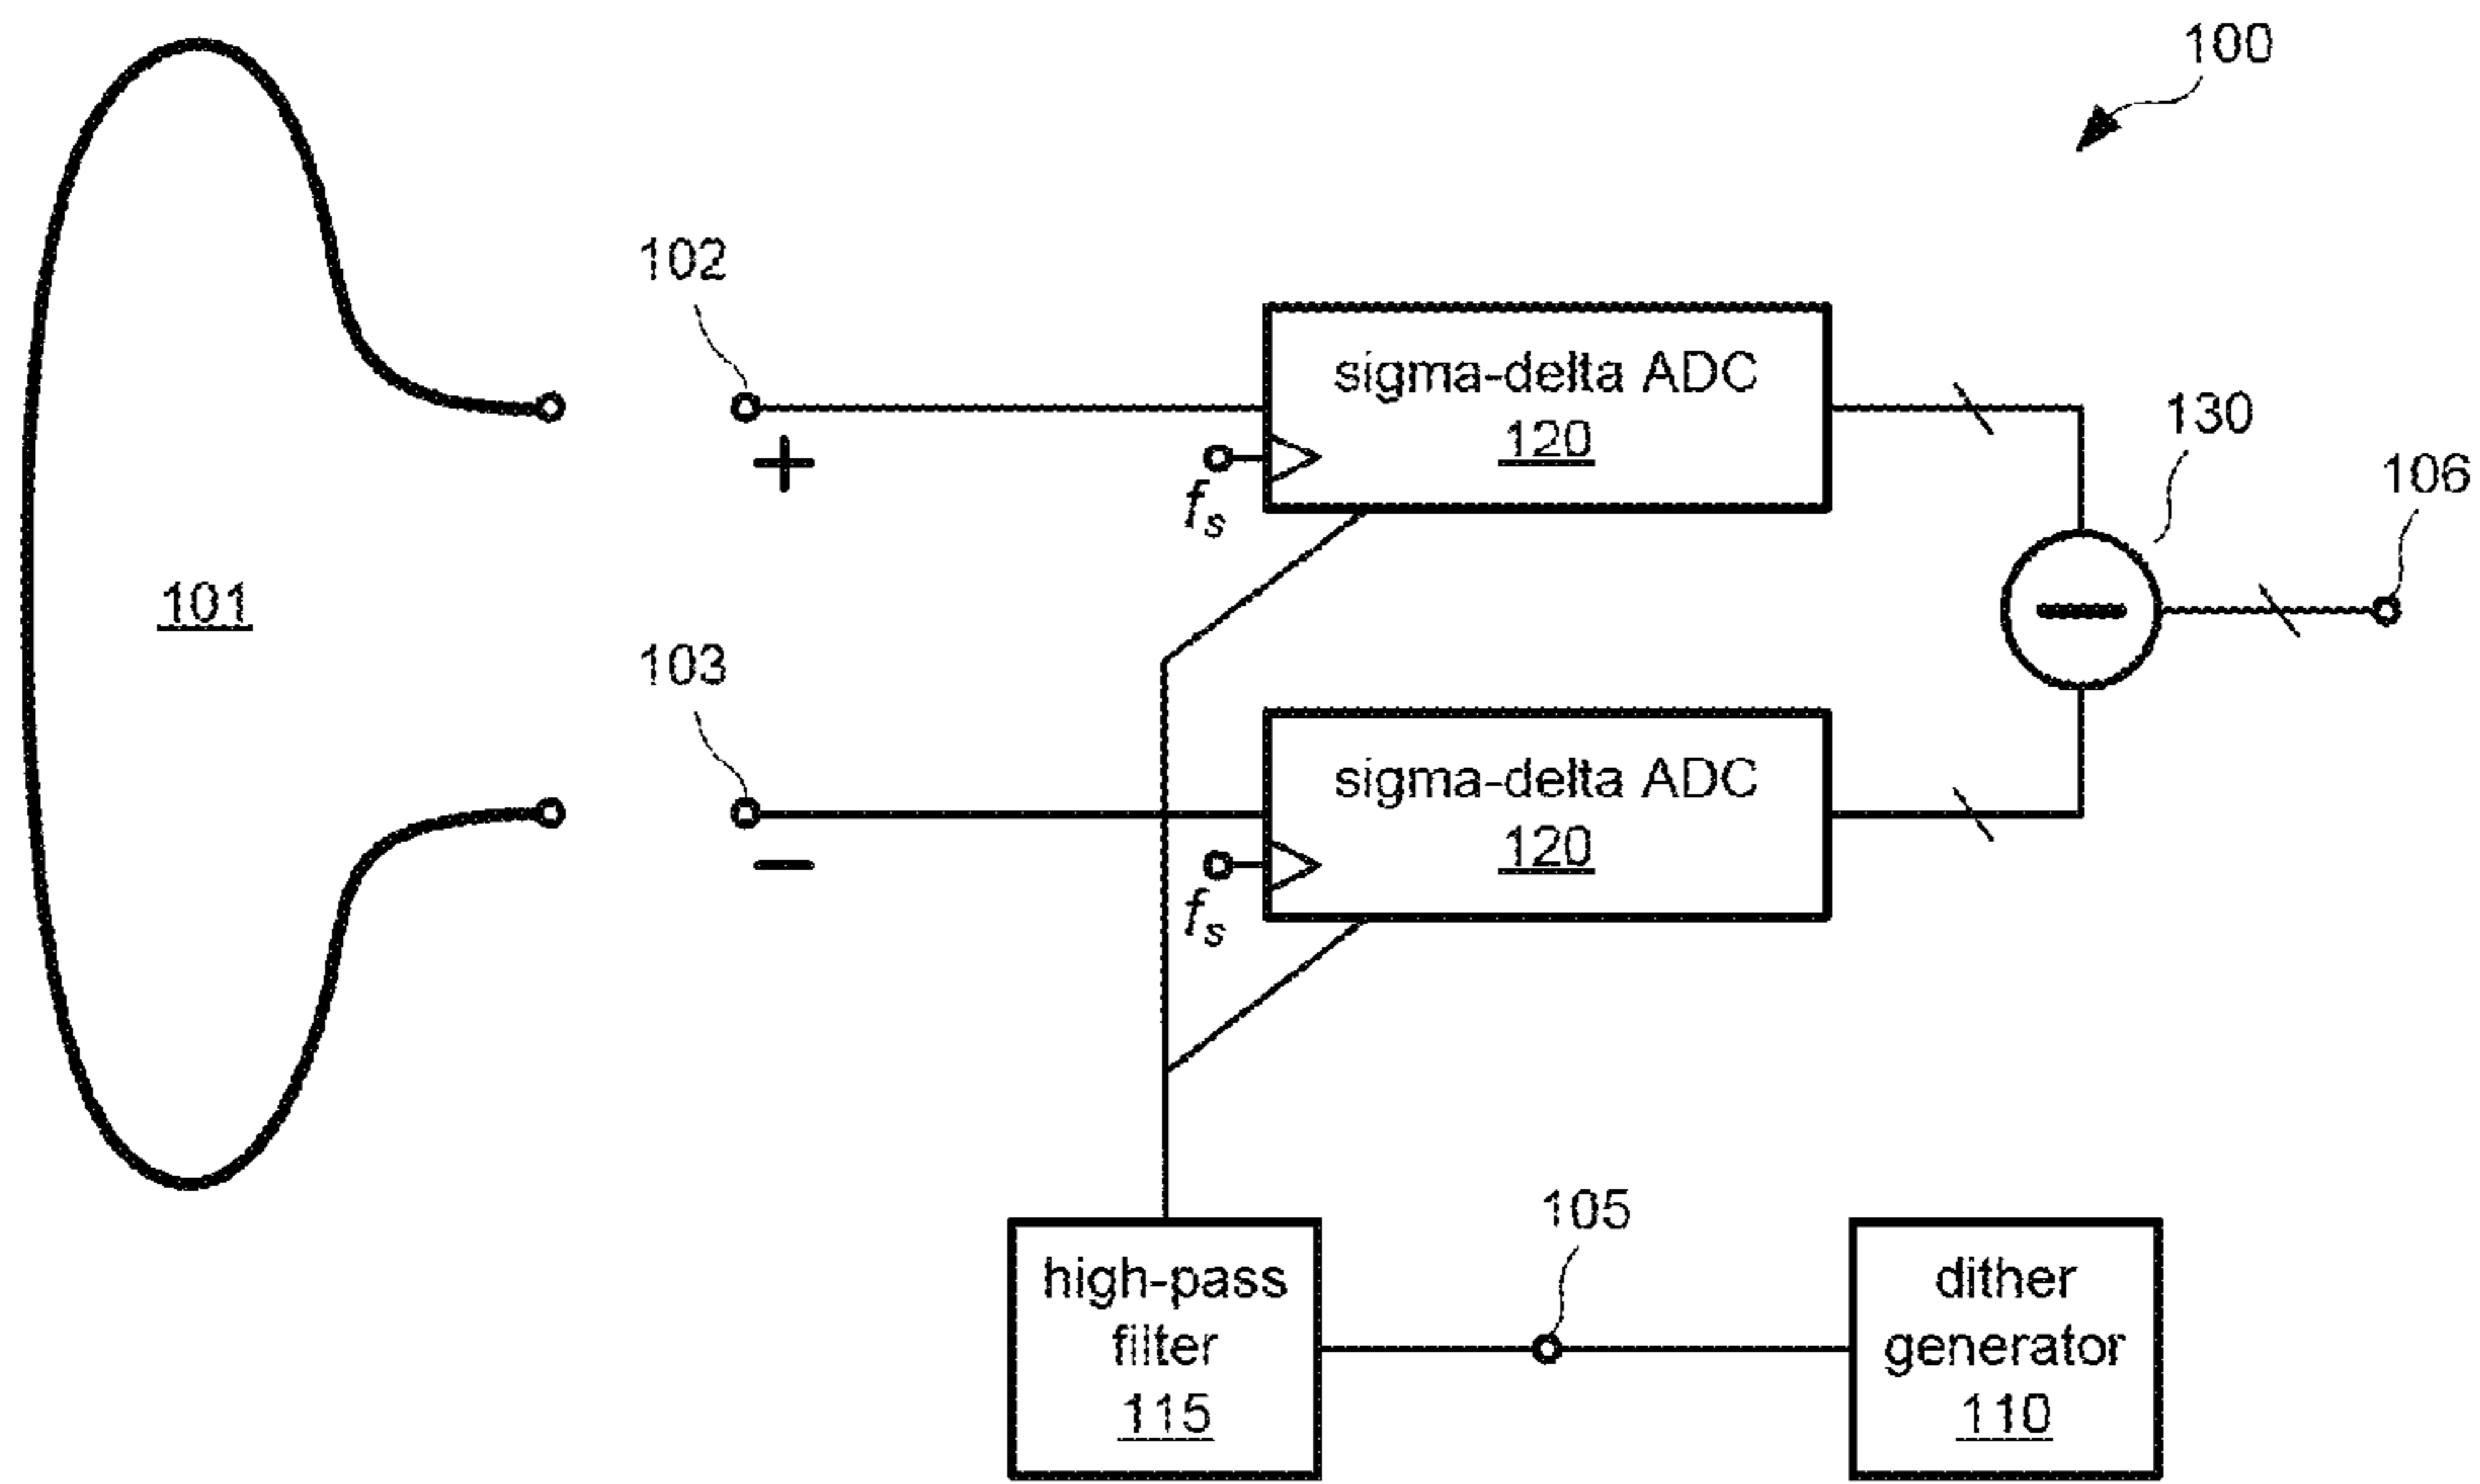 100
102
sigma-delta ADC
120
+
fs
130
106
101
103
sigma-delta ADC
120
−
fs
105
high-pass
filter
115
dither
generator
110